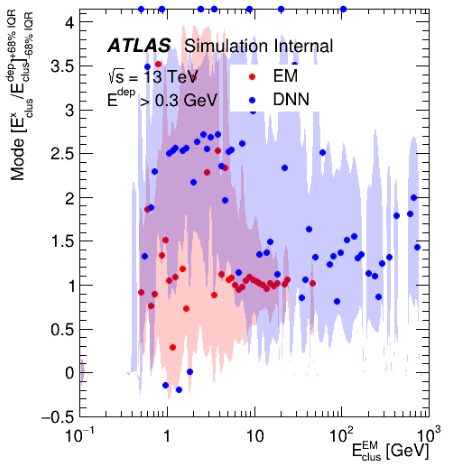 Mode [E^x_clus/E^dep_clus]+68% IQR -68% IQR
4
3.5
3
2.5
2
1.5
1
0.5
0
−0.5
ATLAS Simulation Internal
√s = 13 TeV
E^dep > 0.3 GeV
EM
DNN
10^−1 1 10 10^2 10^3
E^EM_clus [GeV]